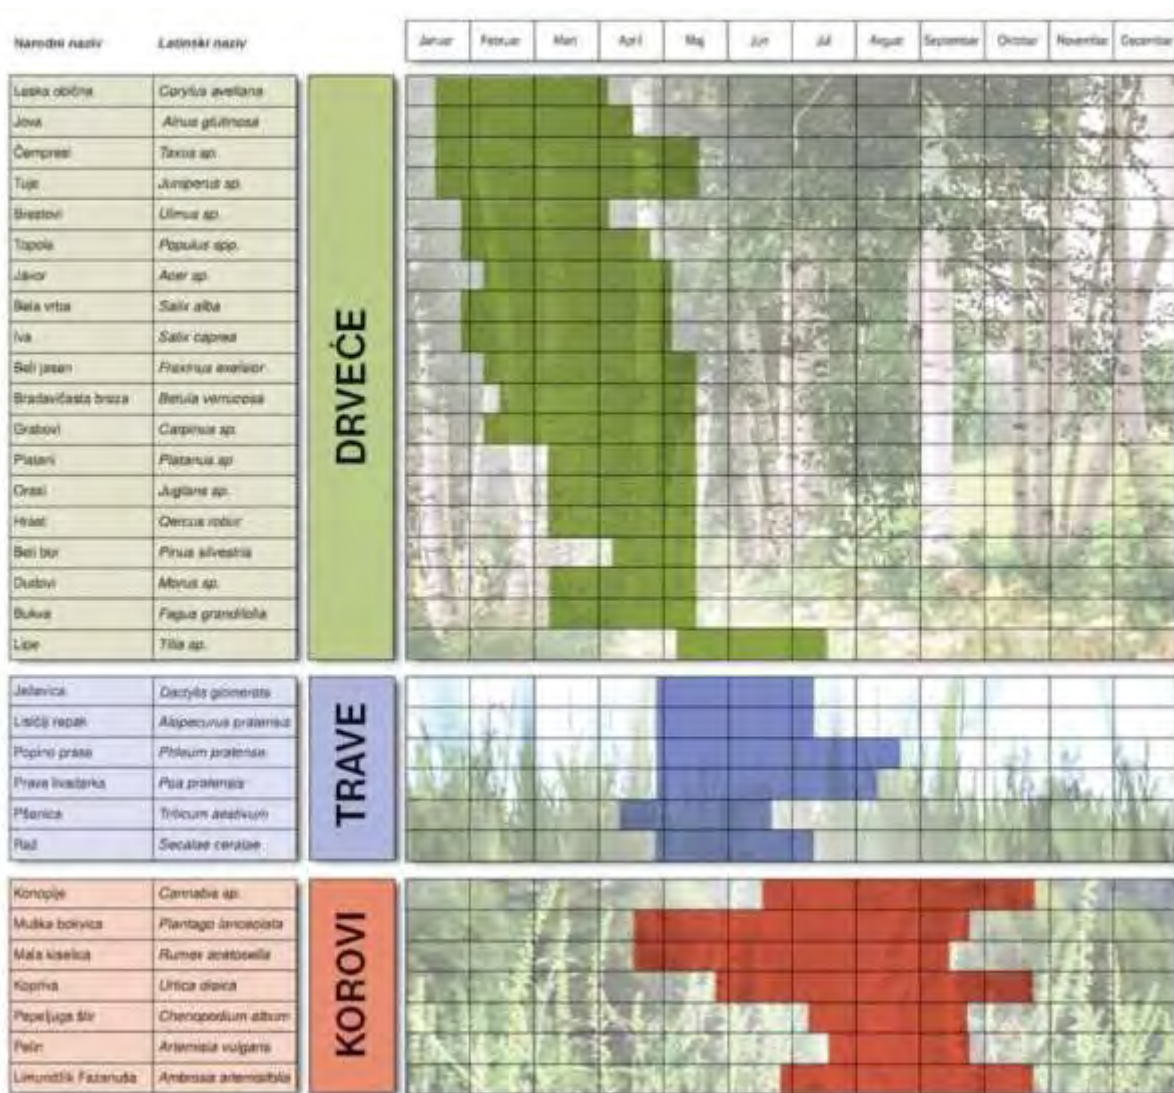 Narodni naziv Latinski naziv Januar Februar Mart April Maj Jun Jul Avgust Septembar Oktobar Novembar Decembar
Leska obična Corylus avellana
Jova Alnus glutinosa
Čempresi Taxus sp.
Tuje Juniperus sp.
Brestovi Ulmus sp.
Topola Populus spp.
Javor Acer sp.
Bela vrba Salix alba
Iva Salix caprea
Beli jasen Fraxinus exelsior
Bradavičasta breza Betula verrucosa
Grabovi Carpinus sp.
Platani Platanus sp
Orasi Juglans sp.
Hrast Qercus robur
Beli bor Pinus silvestris
Dudovi Morus sp.
Bukva Fagus grandifolia
Lipe Tilia sp.
DRVEĆE
Ježevica Dactylis glomerata
Lisičji repak Alopecurus pratensis
Popino prase Phleum pratense
Prava livadarka Poa pratensis
Pšenica Triticum aestivum
Raž Secalae ceralae
TRAVE
Konoplje Cannabis sp.
Muška bokvica Plantago lanceolata
Mala kiselica Rumex acetosella
Kopriva Urtica dioica
Pepeljuga štir Chenopodium album
Pelin Artemisia vulgaris
Limundžik Fazanuša Ambrosia artemisifolia
KOROVI